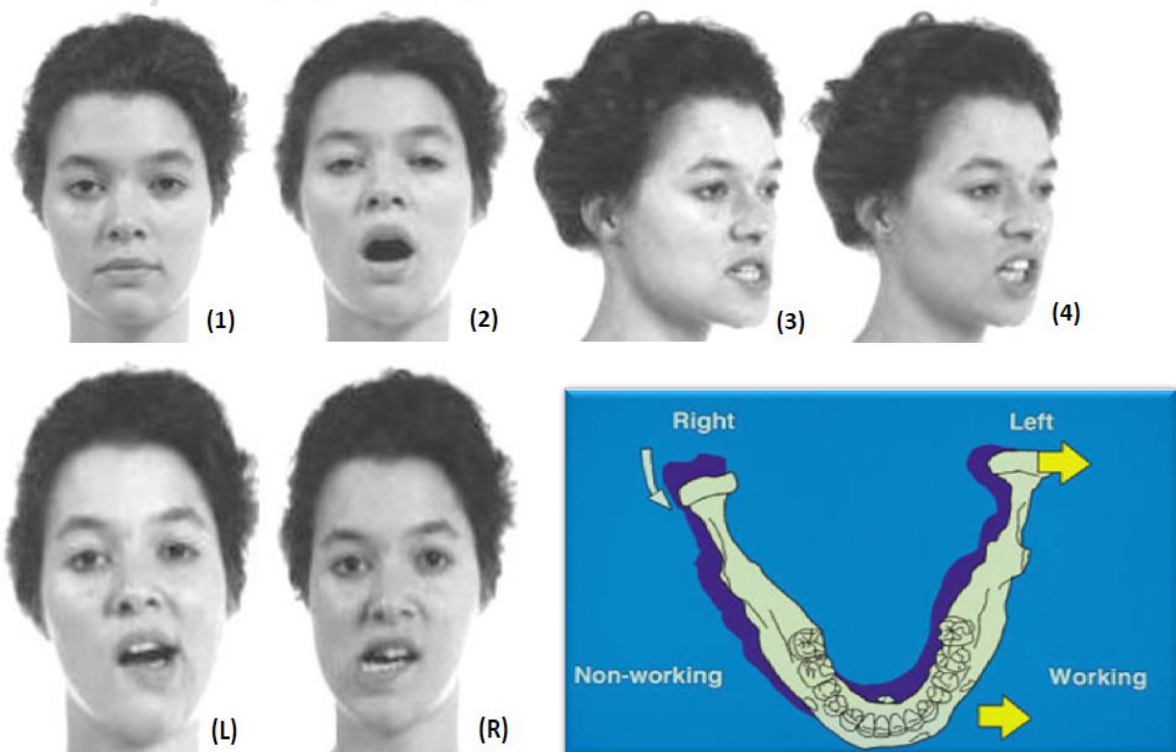 (1)
(2)
(3)
(4)
(L)
(R)
Right
Left
Non-working
Working